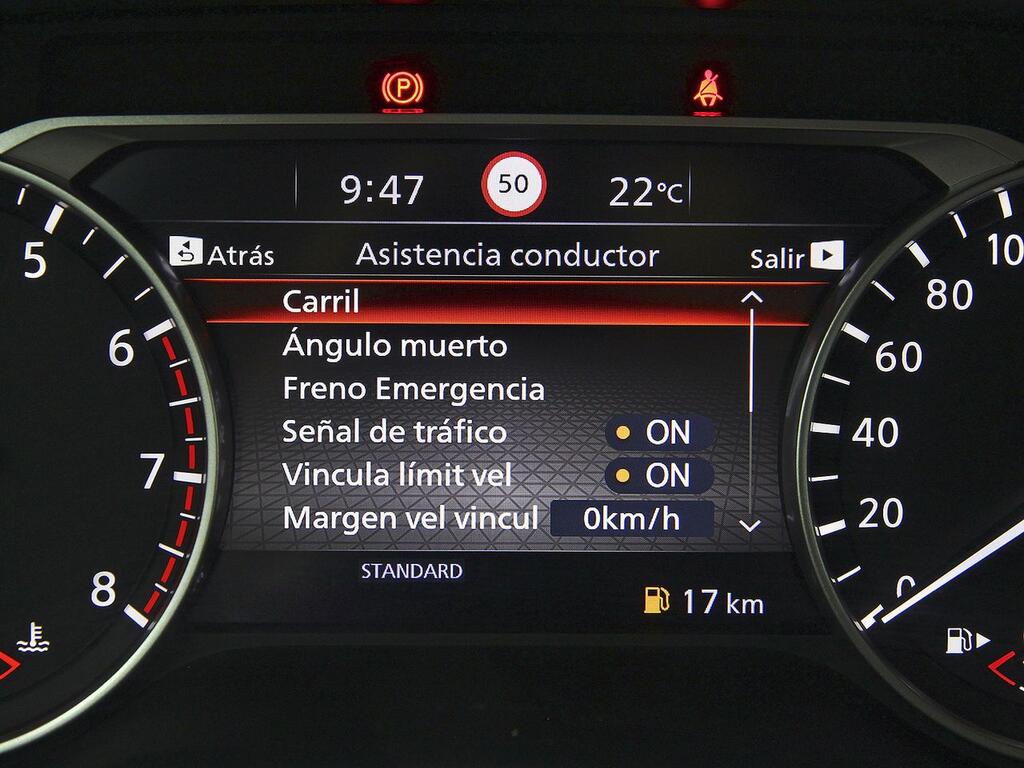 P
9:47 50 22°C
Atrás Asistencia conductor Salir
Carril
Ángulo muerto
Freno Emergencia
Señal de tráfico ON
Vincula límit vel ON
Margen vel vincul 0km/h
STANDARD
17 km
5
6
7
8
10
80
60
40
20
0